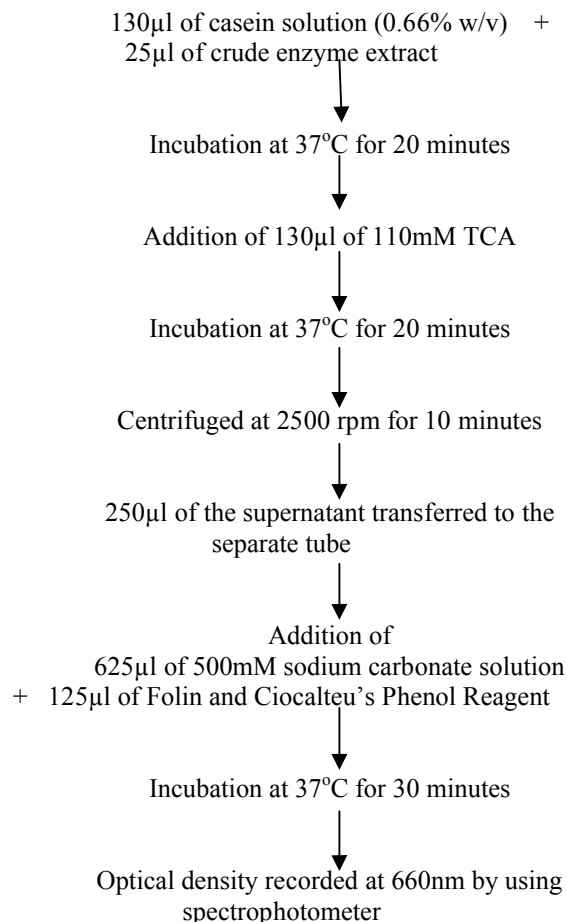 130µl of casein solution (0.66% w/v) +
25µl of crude enzyme extract
Incubation at 37°C for 20 minutes
Addition of 130µl of 110mM TCA
Incubation at 37°C for 20 minutes
Centrifuged at 2500 rpm for 10 minutes
250µl of the supernatant transferred to the
separate tube
Addition of
625µl of 500mM sodium carbonate solution
+ 125µl of Folin and Ciocalteu’s Phenol Reagent
Incubation at 37°C for 30 minutes
Optical density recorded at 660nm by using
spectrophotometer